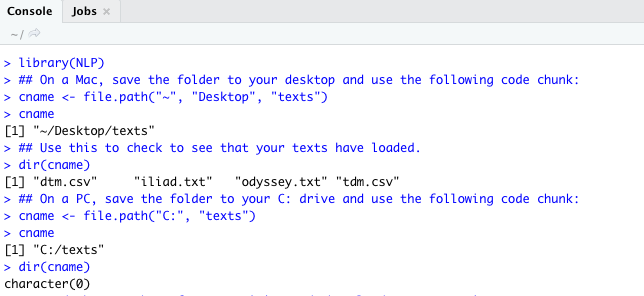 Console Jobs ×
~/
> library(NLP)
> ## On a Mac, save the folder to your desktop and use the following code chunk:
> cname <- file.path("~", "Desktop", "texts")
> cname
[1] "~/Desktop/texts"
> ## Use this to check to see that your texts have loaded.
> dir(cname)
[1] "dtm.csv"     "iliad.txt"   "odyssey.txt" "tdm.csv"
> ## On a PC, save the folder to your C: drive and use the following code chunk:
> cname <- file.path("C:", "texts")
> cname
[1] "C:/texts"
> dir(cname)
character(0)